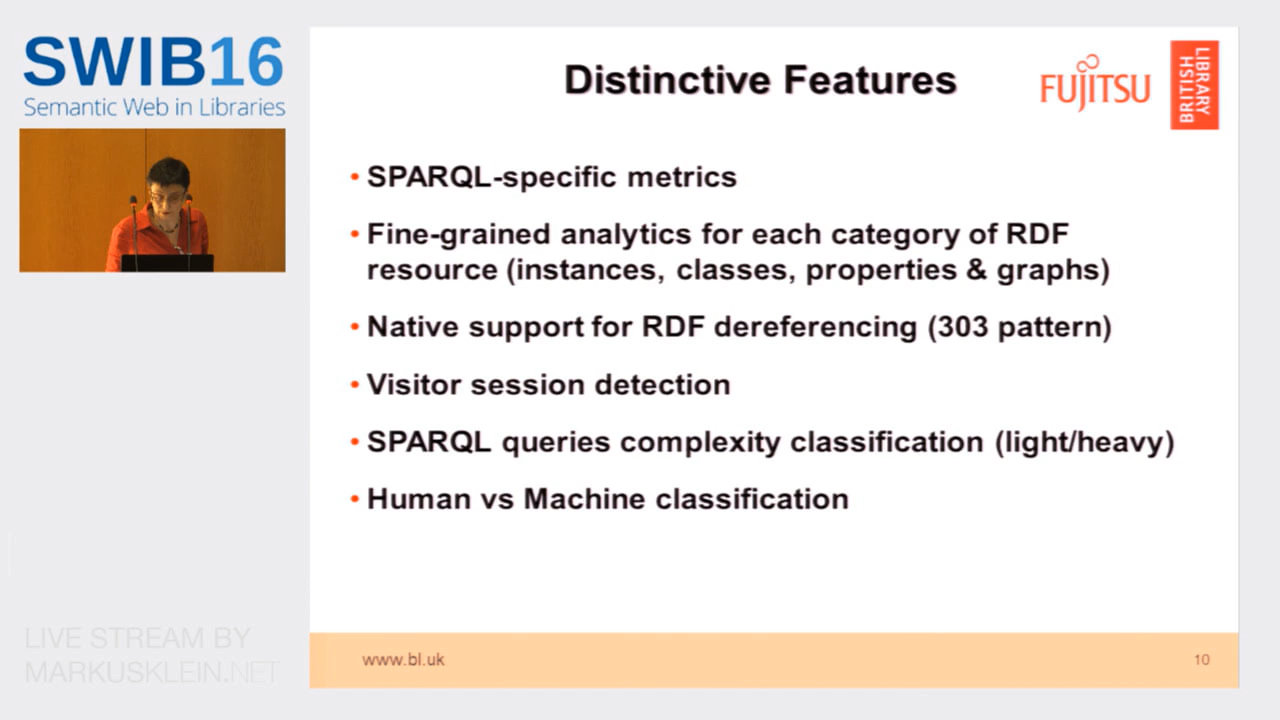 SWIB16
Semantic Web in Libraries
Distinctive Features
FUJITSU
BRITISH
LIBRARY
• SPARQL-specific metrics
• Fine-grained analytics for each category of RDF
resource (instances, classes, properties & graphs)
• Native support for RDF dereferencing (303 pattern)
• Visitor session detection
• SPARQL queries complexity classification (light/heavy)
• Human vs Machine classification
LIVE STREAM BY
MARKUSKLEIN.NET
www.bl.uk
10